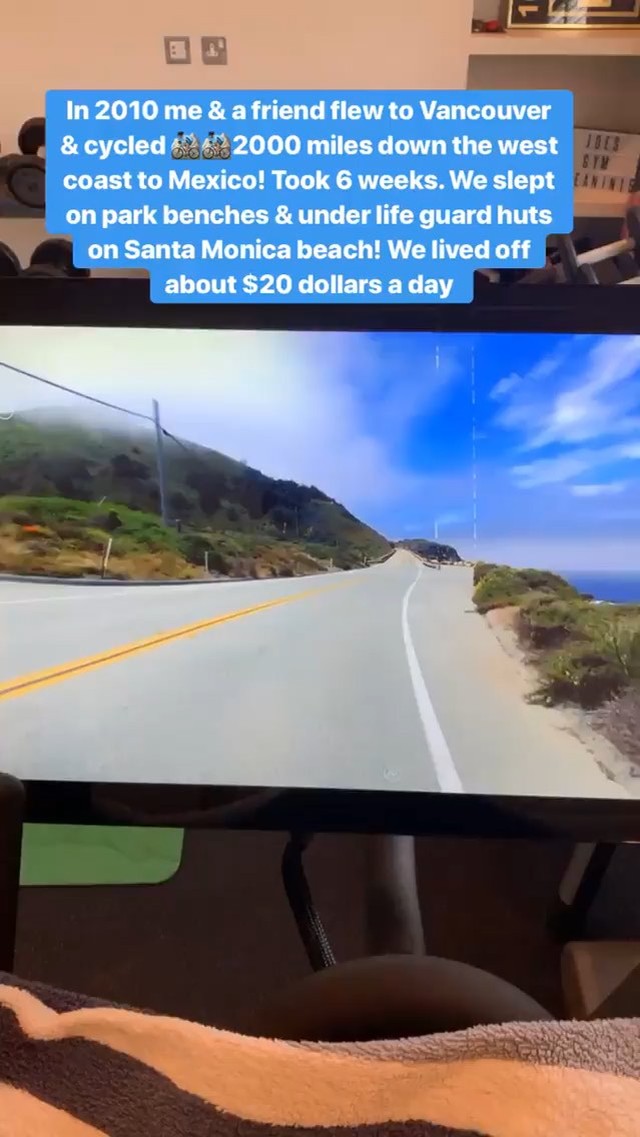 In 2010 me & a friend flew to Vancouver
& cycled 🚵🚵2000 miles down the west
coast to Mexico! Took 6 weeks. We slept
on park benches & under life guard huts
on Santa Monica beach! We lived off
about $20 dollars a day
JOES
GYM